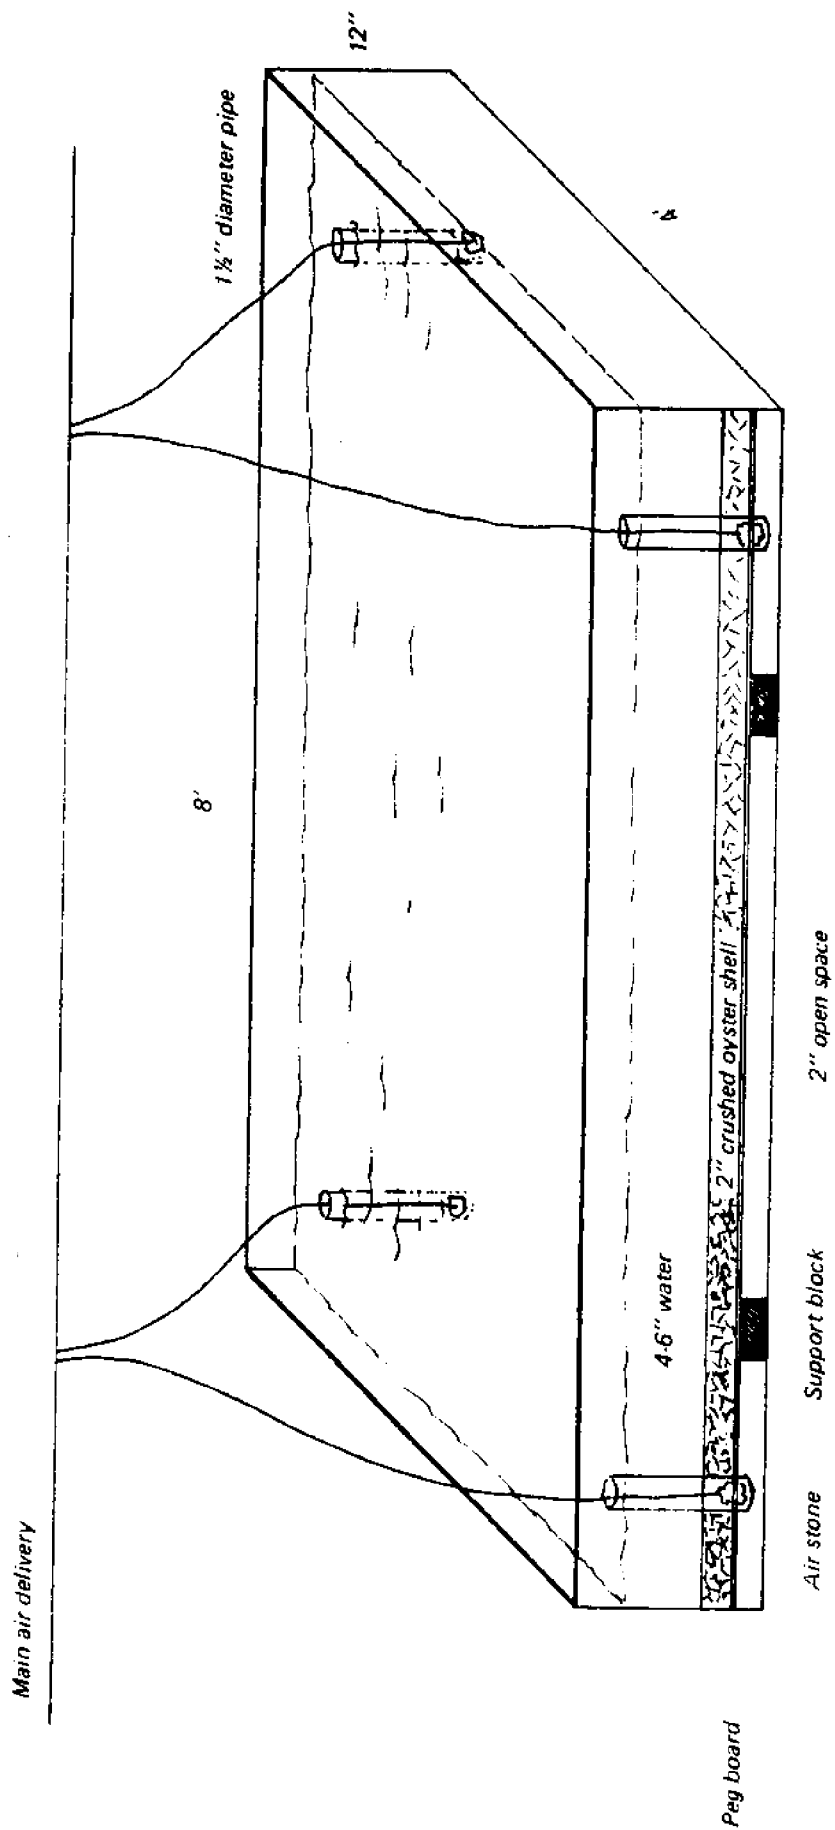 Main air delivery
1½" diameter pipe
12"
8'
4'
4-6" water
2" crushed oyster shell
Peg board
Air stone
Support block
2" open space